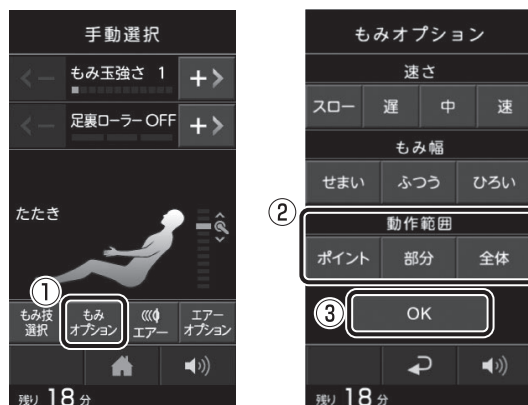 手動選択
もみ玉強さ 1
足裏ローラー OFF
たたき
①
もみ技選択
もみオプション
エアー
エアーオプション
残り 18 分
もみオプション
速さ
スロー 遅 中 速
もみ幅
せまい ふつう ひろい
②
動作範囲
ポイント 部分 全体
③ OK
残り 18 分